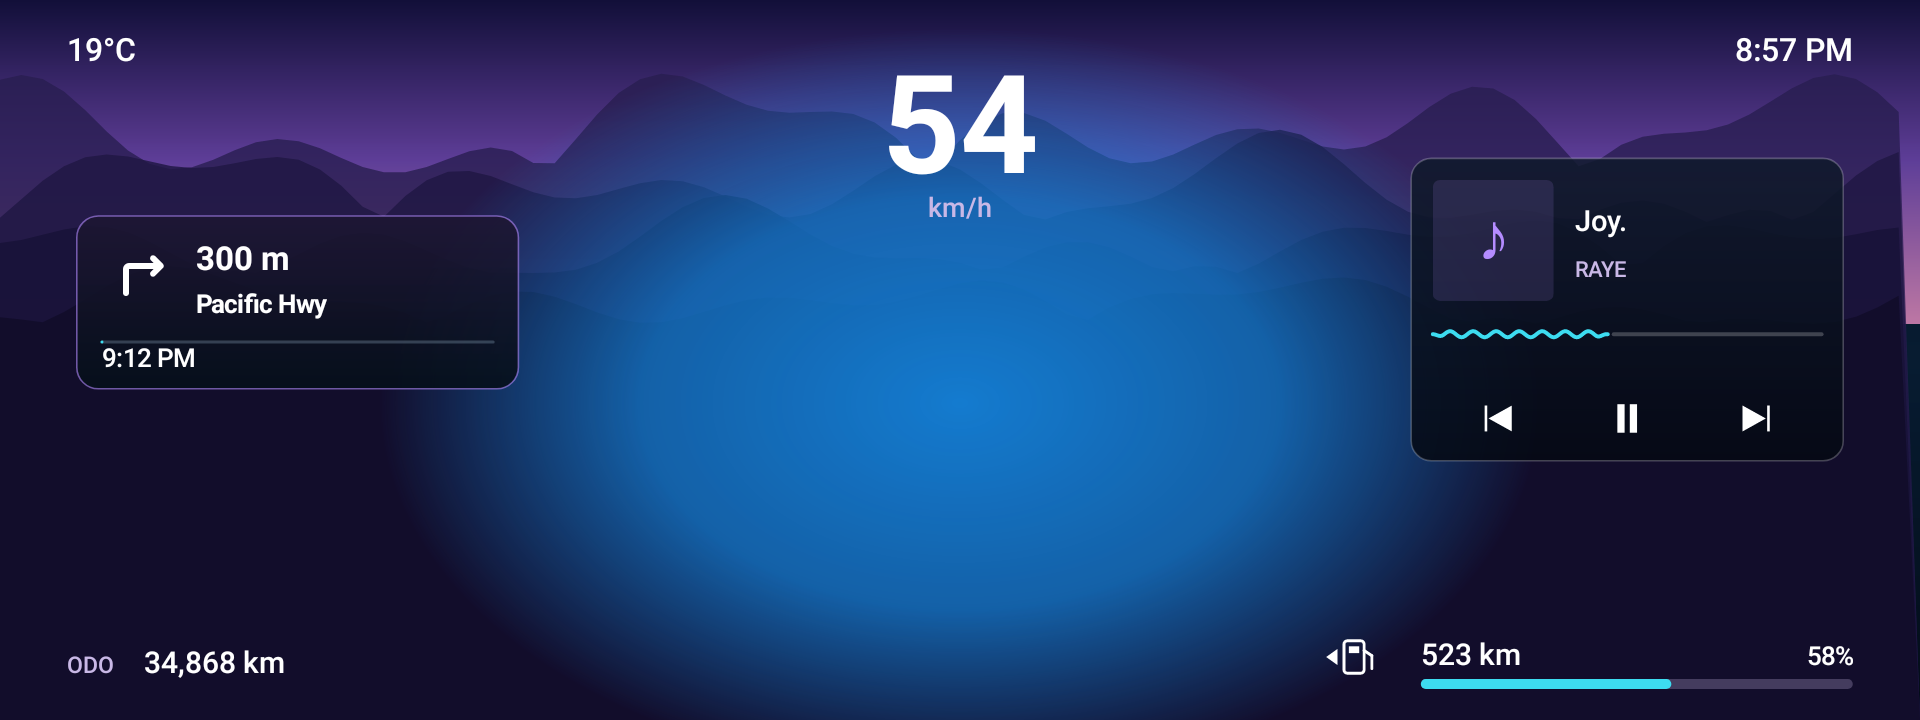 19°C
8:57 PM
54
km/h
300 m
Pacific Hwy
9:12 PM
Joy.
RAYE
ODO 34,868 km
523 km 58%